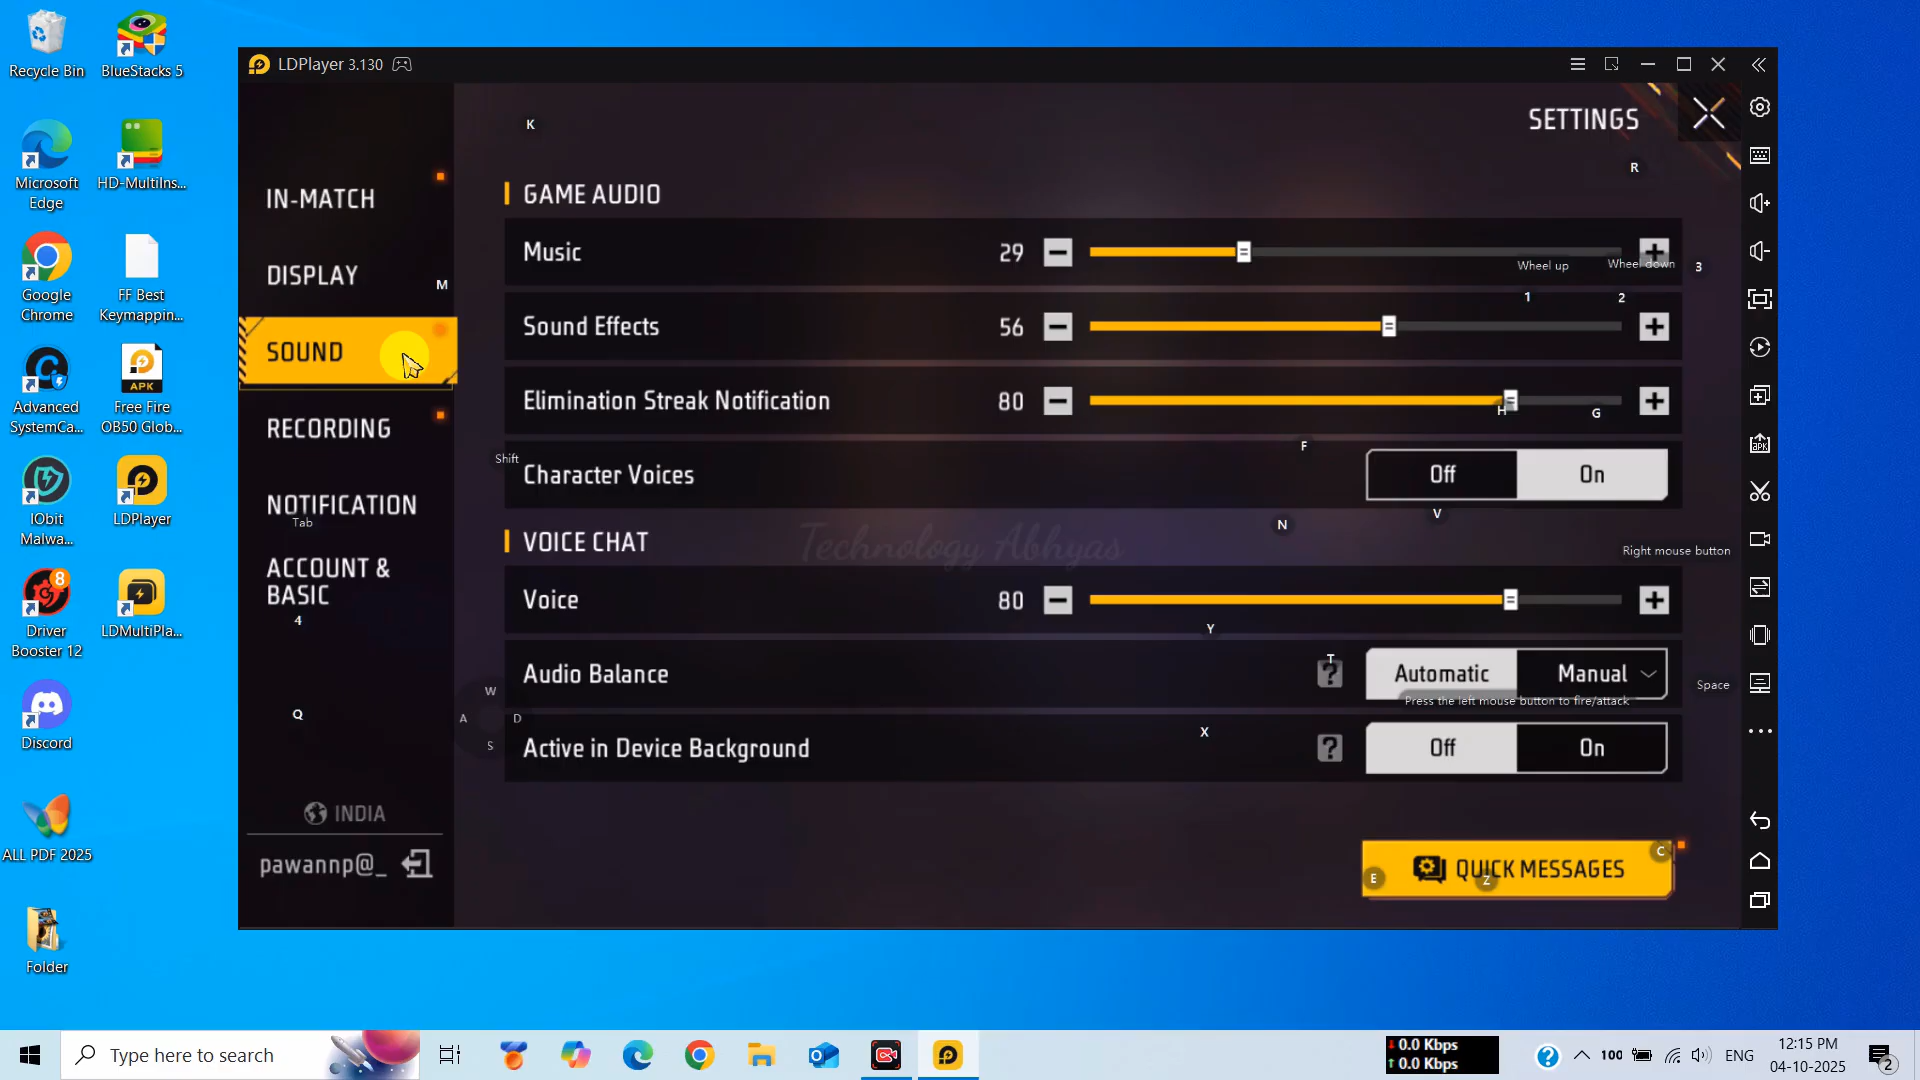 Recycle Bin
BlueStacks 5
Microsoft
Edge
HD-MultiIns...
Google
Chrome
FF Best
Keymappin...
Advanced
SystemCa...
APK
Free Fire
OB50 Glob...
IObit
Malwa...
LDPlayer
8
Driver
Booster 12
LDMultiPla...
Discord
ALL PDF 2025
Folder
LDPlayer 3.130
K
SETTINGS
R
IN-MATCH
DISPLAY
M
SOUND
RECORDING
NOTIFICATION
Tab
ACCOUNT &
BASIC
4
Q
INDIA
pawannp@_
GAME AUDIO
Music
29
Wheel up
Wheel down
3
1
2
Sound Effects
56
Elimination Streak Notification
80
H
G
F
Shift
Character Voices
Off
On
V
N
VOICE CHAT
Technology Abhyas
Right mouse button
Voice
80
Y
T
Audio Balance
?
Automatic
Manual
Press the left mouse button to fire/attack
Space
W
A
D
S
X
Active in Device Background
?
Off
On
C
E
Z
QUICK MESSAGES
APK
Type here to search
0.0 Kbps
0.0 Kbps
100
ENG
12:15 PM
04-10-2025
2